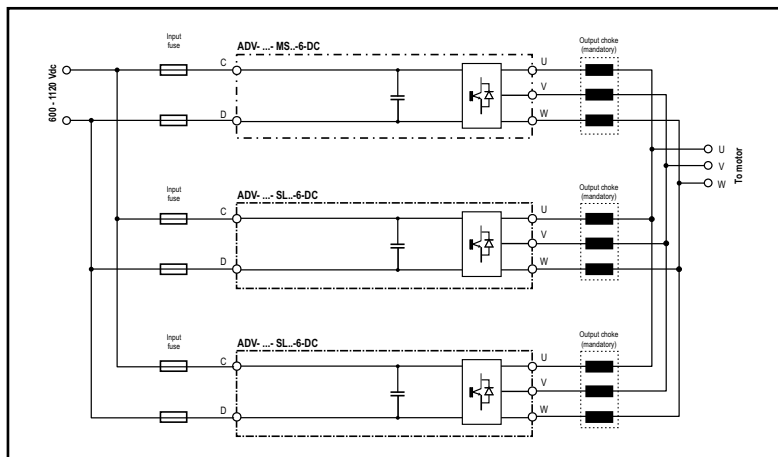 600 - 1120 Vdc
Input
fuse
ADV- ...- MS..-6-DC
C
D
U
V
W
Output choke
(mandatory)
U
V
W
To motor
Input
fuse
ADV- ...- SL..-6-DC
C
D
U
V
W
Output choke
(mandatory)
Input
fuse
ADV- ...- SL..-6-DC
C
D
U
V
W
Output choke
(mandatory)